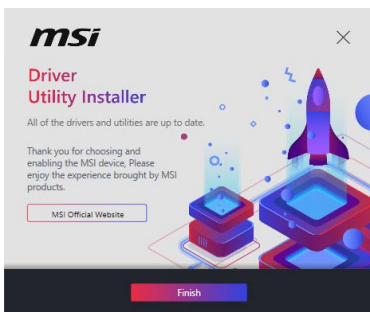 msi
Driver
Utility Installer
All of the drivers and utilities are up to date.
Thank you for choosing and
enabling the MSI device, Please
enjoy the experience brought by MSI
products.
MSI Official Website
Finish